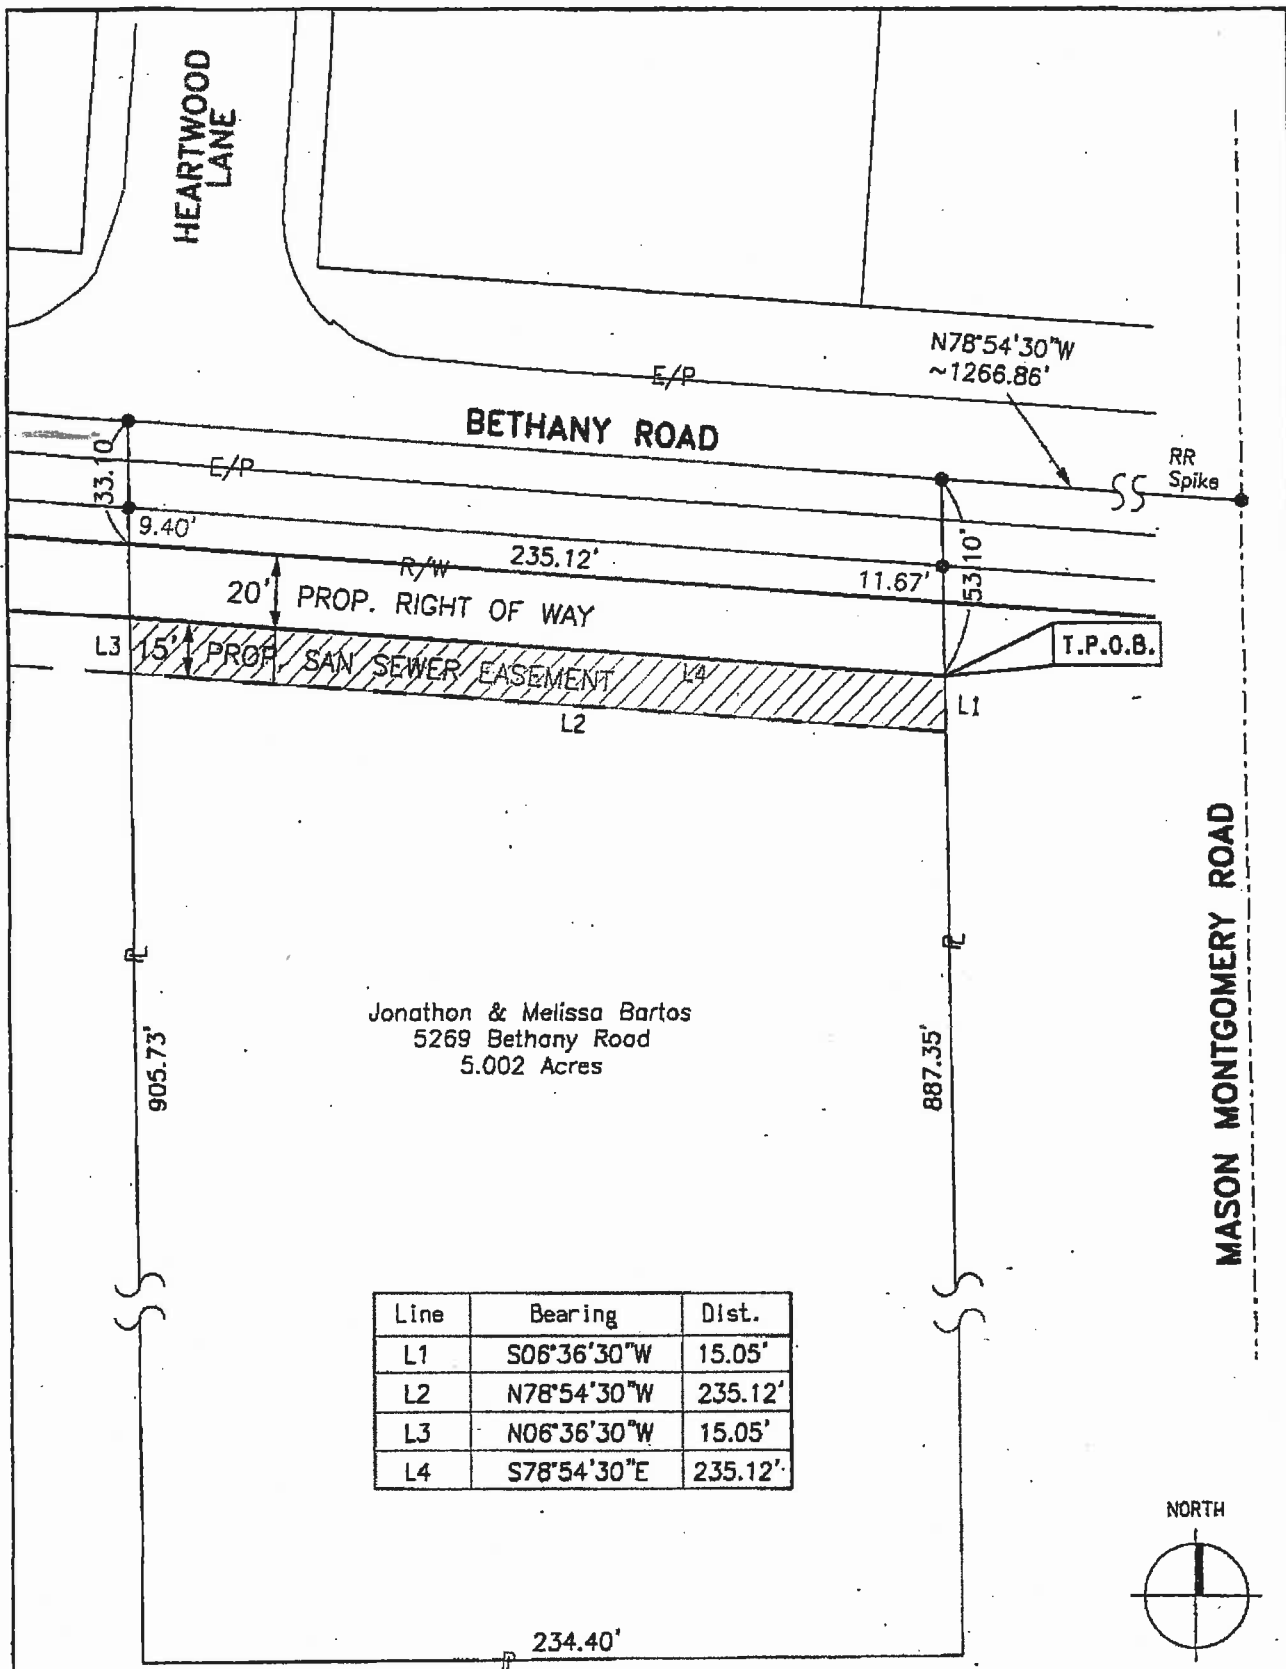 HEARTWOOD
LANE
N78°54'30"W
~1266.86'
E/P
BETHANY ROAD
RR
Spike
33.10
E/P
9.40'
R/W
235.12'
11.67'
53.10'
20' PROP. RIGHT OF WAY
T.P.O.B.
L3 15' PROP. SAN SEWER EASEMENT L4
L1
L2
MASON MONTGOMERY ROAD
PL
PL
Jonathon & Melissa Bartos
5269 Bethany Road
5.002 Acres
905.73'
887.35'
Line Bearing Dist.
L1 S06°36'30"W 15.05'
L2 N78°54'30"W 235.12'
L3 N06°36'30"W 15.05'
L4 S78°54'30"E 235.12'
NORTH
234.40'
PL